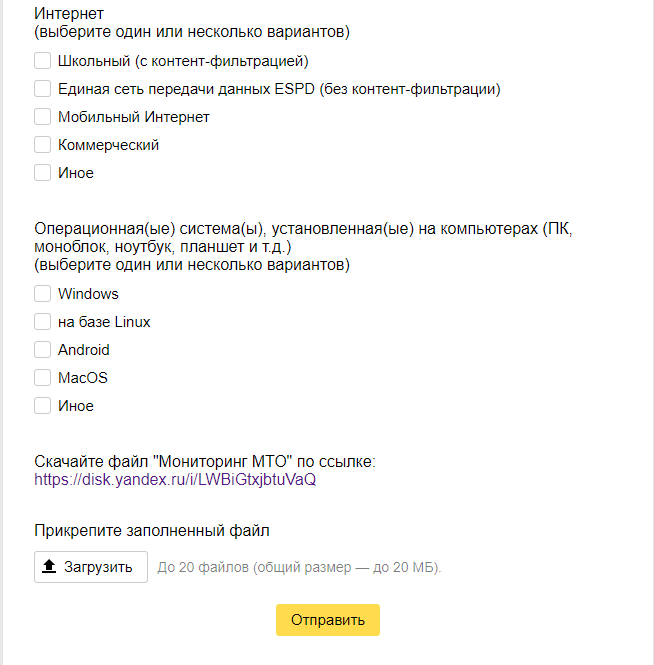 Интернет
(выберите один или несколько вариантов)
Школьный (с контент-фильтрацией)
Единая сеть передачи данных ESPD (без контент-фильтрации)
Мобильный Интернет
Коммерческий
Иное
Операционная(ые) система(ы), установленная(ые) на компьютерах (ПК,
моноблок, ноутбук, планшет и т.д.)
(выберите один или несколько вариантов)
Windows
на базе Linux
Android
MacOS
Иное
Скачайте файл "Мониторинг МТО" по ссылке:
https://disk.yandex.ru/i/LWBiGtxjbtuVaQ
Прикрепите заполненный файл
Загрузить До 20 файлов (общий размер — до 20 МБ).
Отправить